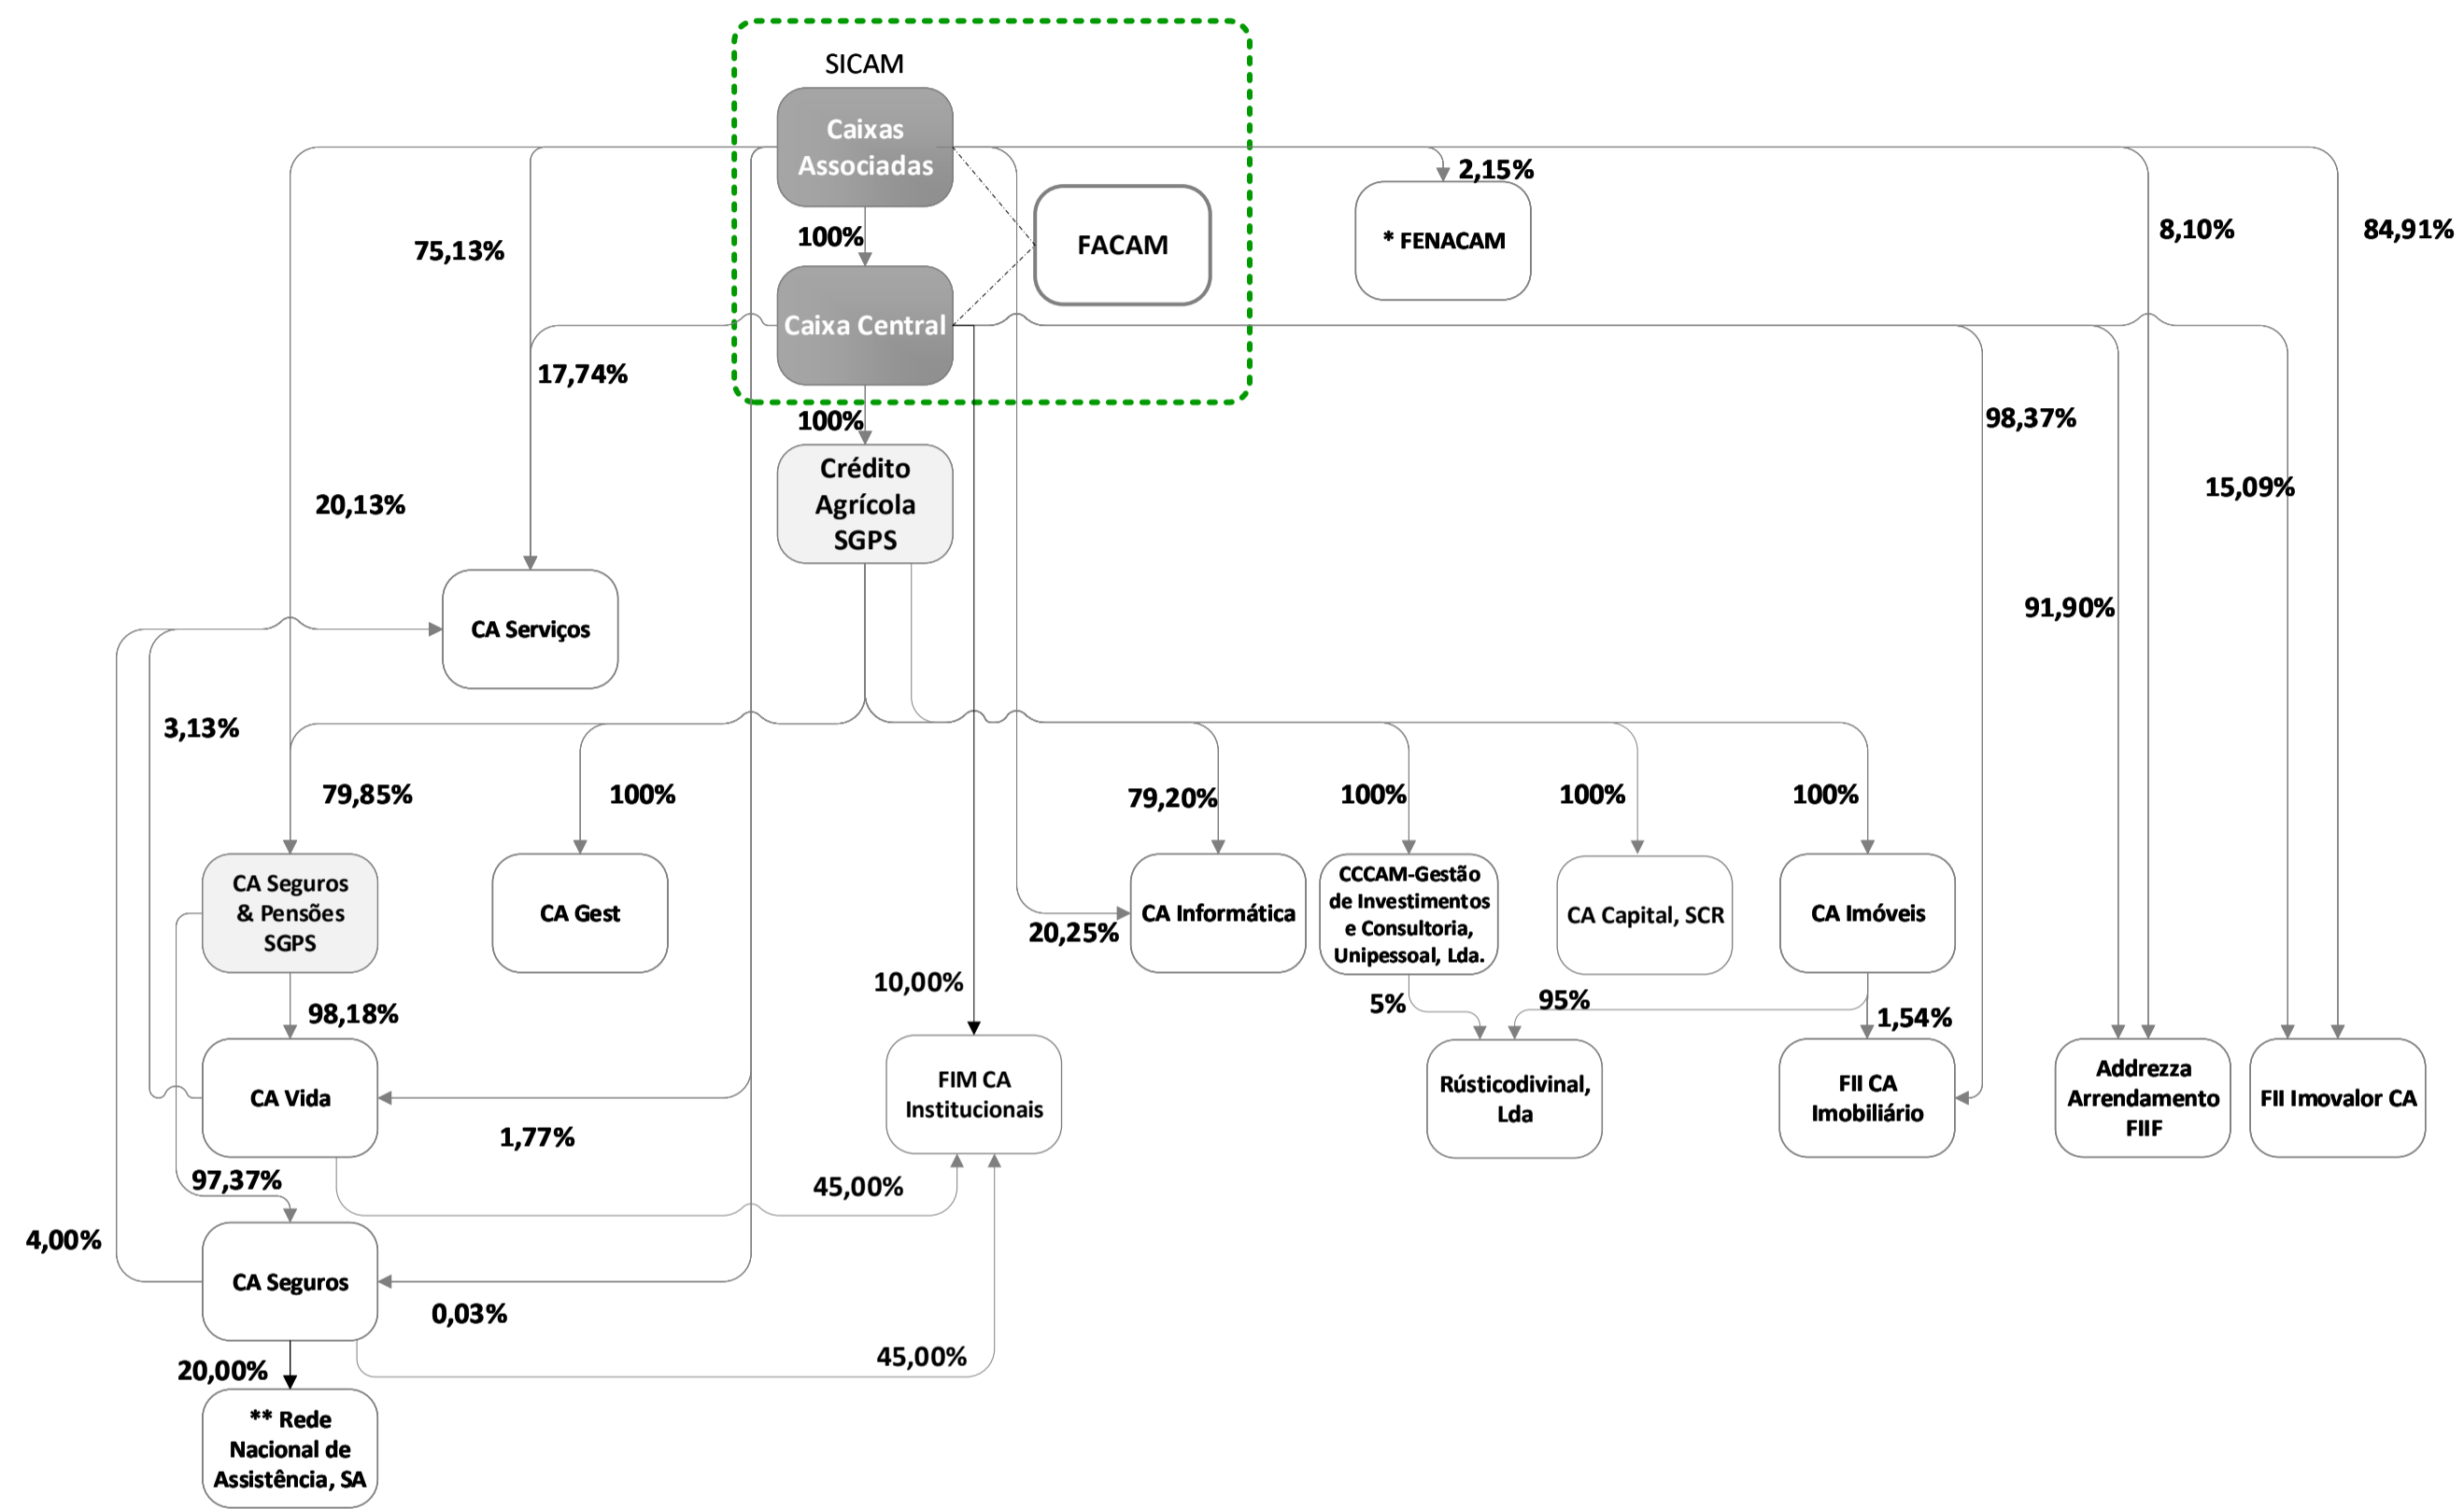 SICAM
Caixas
Associadas
2,15%
75,13%
100%
FACAM
* FENACAM
8,10%
84,91%
Caixa Central
17,74%
100%
98,37%
Crédito
Agrícola
SGPS
20,13%
15,09%
91,90%
CA Serviços
3,13%
79,85%
100%
79,20%
100%
100%
100%
CA Seguros
& Pensões
SGPS
CA Gest
CA Informática
CCCAM-Gestão
de Investimentos
e Consultoria,
Unipessoal, Lda.
CA Capital, SCR
CA Imóveis
20,25%
10,00%
5%
95%
98,18%
1,54%
CA Vida
FIM CA
Institucionais
Rústicodivinal,
Lda
FII CA
Imobiliário
Addrezza
Arrendamento
FIIF
FII Imovalor CA
1,77%
97,37%
45,00%
4,00%
CA Seguros
0,03%
45,00%
20,00%
** Rede
Nacional de
Assistência, SA